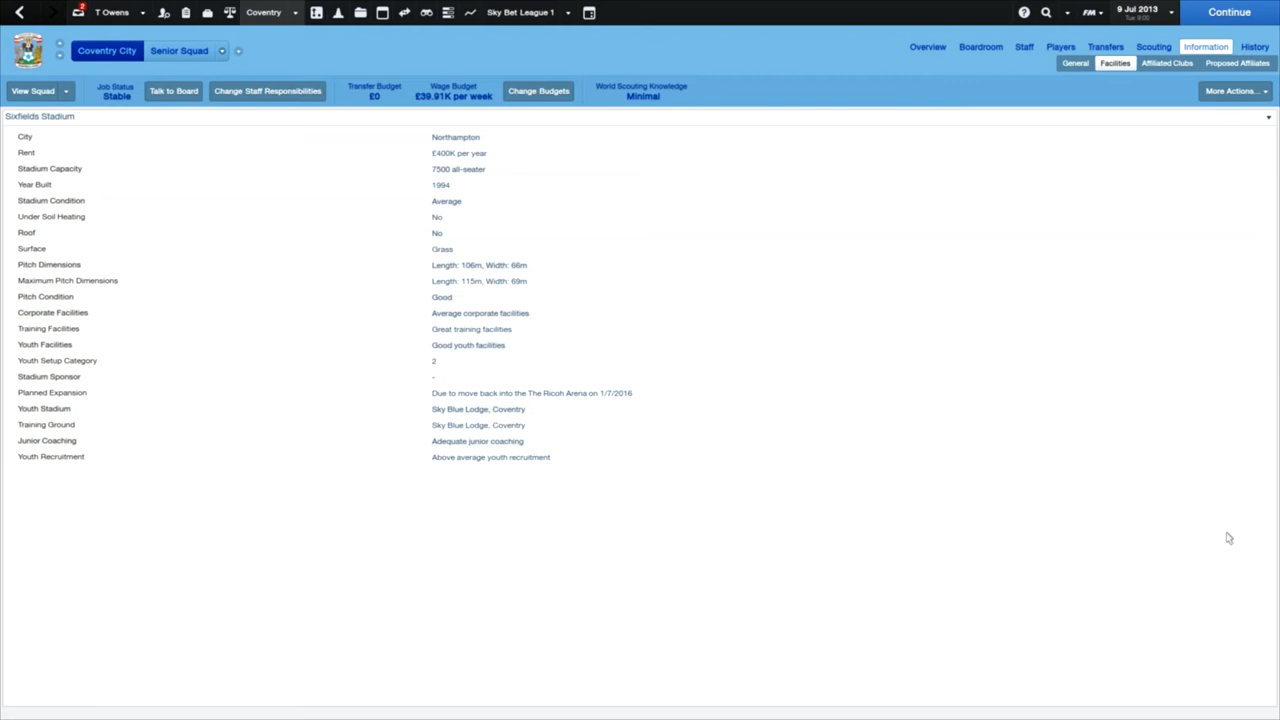 2 T Owens Coventry Sky Bet League 1 FM 9 Jul 2013 Continue
Tue 9:00
Coventry City Senior Squad Overview Boardroom Staff Players Transfers Scouting Information History
General Facilities Affiliated Clubs Proposed Affiliates
View Squad Job Status Talk to Board Change Staff Responsibilities Transfer Budget Wage Budget Change Budgets World Scouting Knowledge More Actions...
Stable £0 £39.91K per week Minimal
Sixfields Stadium
City Northampton
Rent £400K per year
Stadium Capacity 7500 all-seater
Year Built 1994
Stadium Condition Average
Under Soil Heating No
Roof No
Surface Grass
Pitch Dimensions Length: 106m, Width: 66m
Maximum Pitch Dimensions Length: 115m, Width: 69m
Pitch Condition Good
Corporate Facilities Average corporate facilities
Training Facilities Great training facilities
Youth Facilities Good youth facilities
Youth Setup Category 2
Stadium Sponsor -
Planned Expansion Due to move back into the The Ricoh Arena on 1/7/2016
Youth Stadium Sky Blue Lodge, Coventry
Training Ground Sky Blue Lodge, Coventry
Junior Coaching Adequate junior coaching
Youth Recruitment Above average youth recruitment